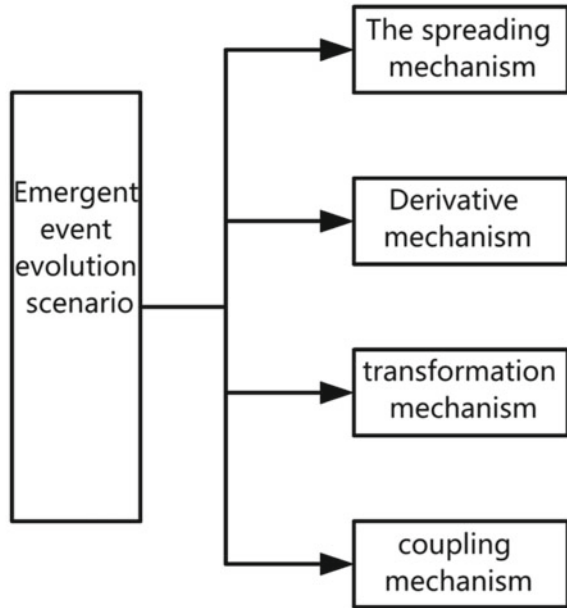 Emergent
event
evolution
scenario
The spreading
mechanism
Derivative
mechanism
transformation
mechanism
coupling
mechanism